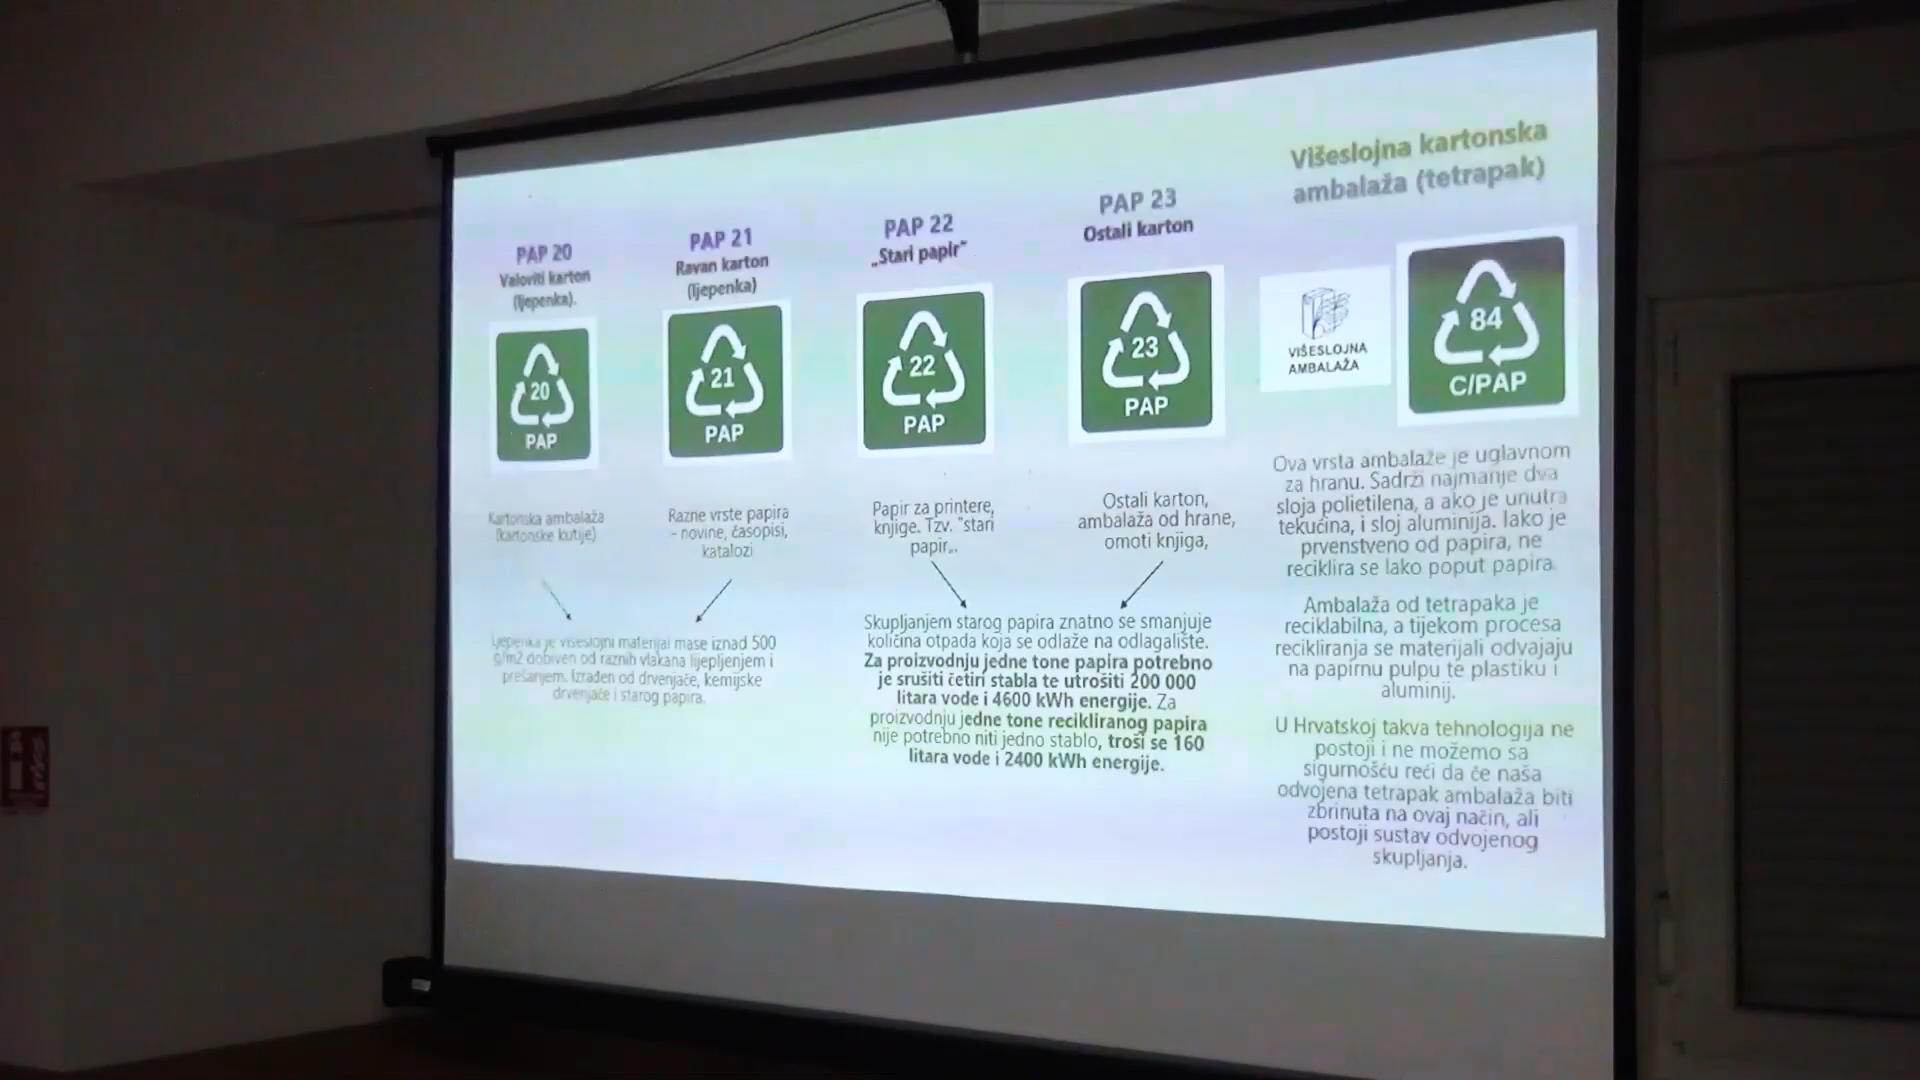 PAP 20
Valoviti karton
(ljepenka).
20
PAP
Kartonska ambalaža
(kartonske kutije)
PAP 21
Ravan karton
(ljepenka)
21
PAP
Razne vrste papira
- novine, časopisi,
katalozi
Ljepenka je višeslojni materijal mase iznad 500
g/m2 dobiven od raznih vlakana lijepljenjem i
prešanjem. Izrađen od drvenjače, kemijske
drvenjače i starog papira.
PAP 22
„Stari papir"
22
PAP
Papir za printere,
knjige. Tzv. "stari
papir„.
PAP 23
Ostali karton
23
PAP
Ostali karton,
ambalaža od hrane,
omoti knjiga,
Skupljanjem starog papira znatno se smanjuje
količina otpada koja se odlaže na odlagalište.
Za proizvodnju jedne tone papira potrebno
je srušiti četiri stabla te utrošiti 200 000
litara vode i 4600 kWh energije. Za
proizvodnju jedne tone recikliranog papira
nije potrebno niti jedno stablo, troši se 160
litara vode i 2400 kWh energije.
Višeslojna kartonska
ambalaža (tetrapak)
VIŠESLOJNA
AMBALAŽA
84
C/PAP
Ova vrsta ambalaže je uglavnom
za hranu. Sadrži najmanje dva
sloja polietilena, a ako je unutra
tekućina, i sloj aluminija. Iako je
prvenstveno od papira, ne
reciklira se lako poput papira.
Ambalaža od tetrapaka je
reciklabilna, a tijekom procesa
recikliranja se materijali odvajaju
na papirnu pulpu te plastiku i
aluminij.
U Hrvatskoj takva tehnologija ne
postoji i ne možemo sa
sigurnošću reći da će naša
odvojena tetrapak ambalaža biti
zbrinuta na ovaj način, ali
postoji sustav odvojenog
skupljanja.